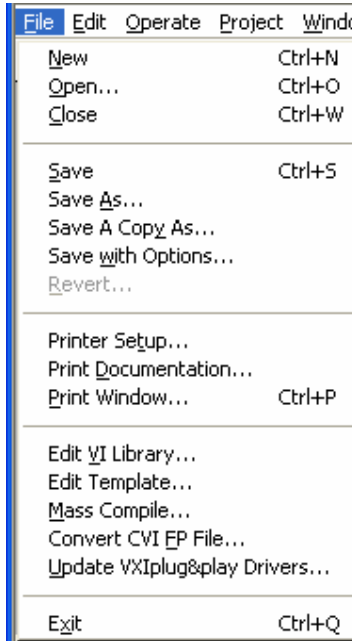 File Edit Operate Project Windo
New Ctrl+N
Open... Ctrl+O
Close Ctrl+W
Save Ctrl+S
Save As...
Save A Copy As...
Save with Options...
Revert...
Printer Setup...
Print Documentation...
Print Window... Ctrl+P
Edit VI Library...
Edit Template...
Mass Compile...
Convert CVI FP File...
Update VXIplug&play Drivers...
Exit Ctrl+Q